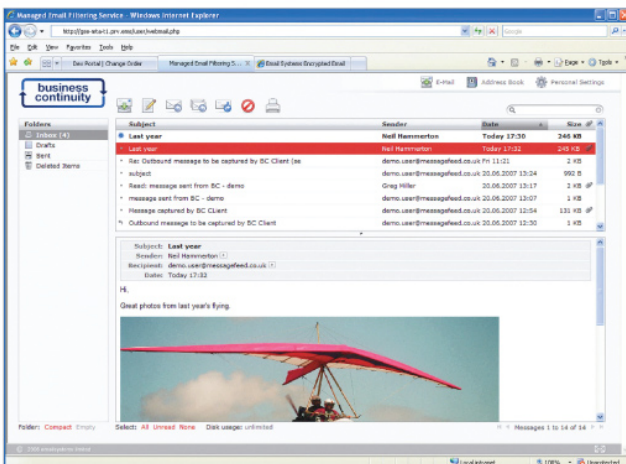 Managed Email Filtering Service - Windows Internet Explorer
File Edit View Favorites Tools Help
Dev Portal | Change Order Managed Email Filtering S... Email Systems Encrypted Email Page Tools
business continuity
E-Mail Address Book Personal Settings
Folders
Inbox (4)
Drafts
Sent
Deleted Items
Subject Sender Date Size
Last year Neil Hammerton Today 17:30 246 KB
Last year Neil Hammerton Today 17:32 245 KB
Re: Outbound message to be captured by BC Client (se demo.user@messagefeed.co.uk Fri 11:21 2 KB
subject demo.user@messagefeed.co.uk 20.06.2007 13:24 992 B
Read: message sent from BC - demo Greg Miller 20.06.2007 13:17 2 KB
message sent from BC - demo demo.user@messagefeed.co.uk 20.06.2007 13:07 1 KB
Message captured by BC Client demo.user@messagefeed.co.uk 20.06.2007 12:54 131 KB
Outbound message to be captured by BC Client demo.user@messagefeed.co.uk 20.06.2007 12:30 1 KB
Subject: Last year
Sender: Neil Hammerton
Recipient: demo.user@messagefeed.co.uk
Date: Today 17:32
Hi,
Great photos from last year's flying.
Folder: Compact Empty Select: All Unread None Disk usage: unlimited Messages 1 to 14 of 14
Local intranet 100%